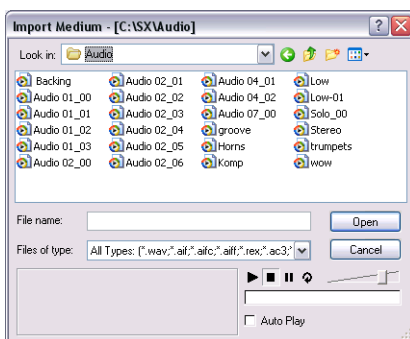 Import Medium - [C:\SX\Audio]
Look in: Audio
Backing Audio 02_01 Audio 04_01 Low
Audio 01_00 Audio 02_02 Audio 04_02 Low-01
Audio 01_01 Audio 02_03 Audio 07_00 Solo_00
Audio 01_02 Audio 02_04 groove Stereo
Audio 01_03 Audio 02_05 Horns trumpets
Audio 02_00 Audio 02_06 Komp wow
File name: Open
Files of type: All Types: (*.wav;*.aif;*.aifc;*.aiff;*.rex;*.ac3;* Cancel
Auto Play